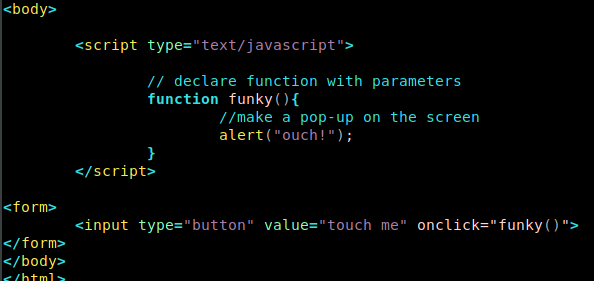 <body>
<script type="text/javascript">
// declare function with parameters
function funky(){
//make a pop-up on the screen
alert("ouch!");
}
</script>
<form>
<input type="button" value="touch me" onclick="funky()">
</form>
</body>
</html>